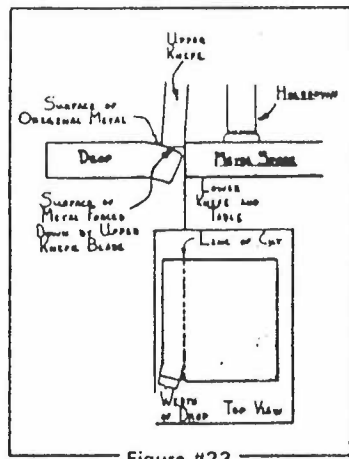 UPPER
KNIFE
HOLDDOWN
SURFACE OF
ORIGINAL METAL
DROP
METAL SHEET
SURFACE OF
METAL FORCED
DOWN BY UPPER
KNIFE BLADE
LOWER
KNIFE AND
TABLE
LINE OF CUT
WIDTH
OF DROP
TOP VIEW
Figure #22